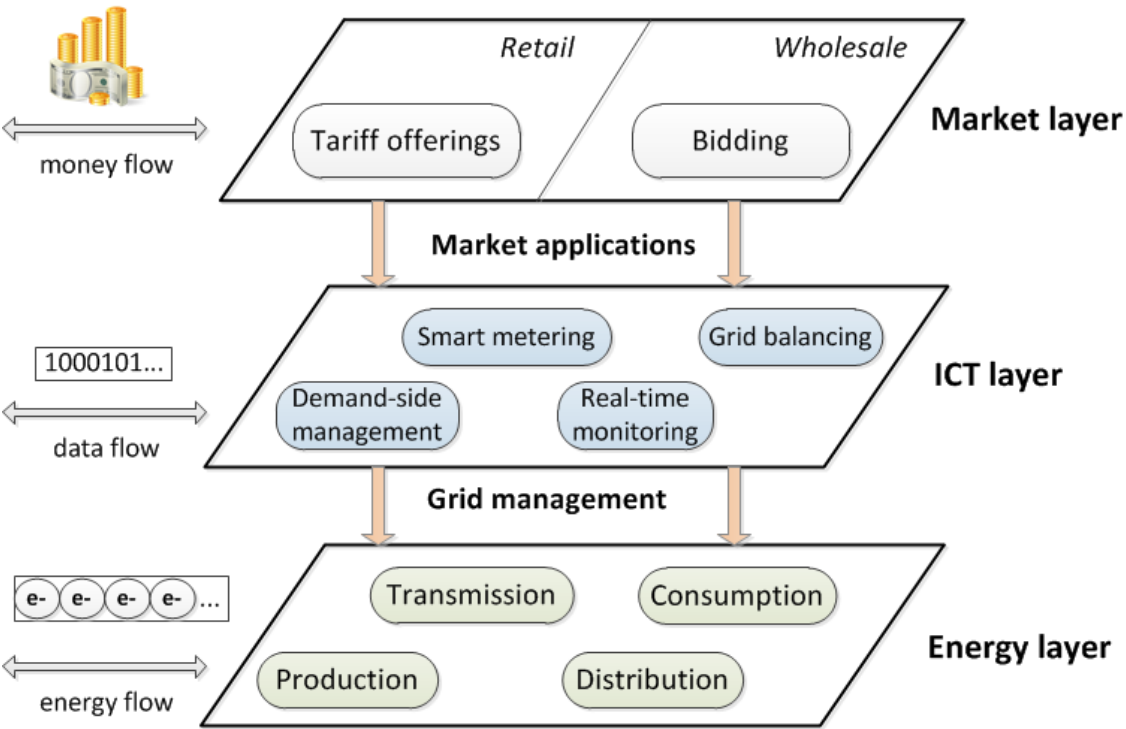 Retail
Wholesale
Tariff offerings
Bidding
Market layer
money flow
Market applications
Smart metering
Grid balancing
1000101...
ICT layer
Demand-side
management
Real-time
monitoring
data flow
Grid management
e- e- e- e- ...
Transmission
Consumption
Energy layer
Production
Distribution
energy flow